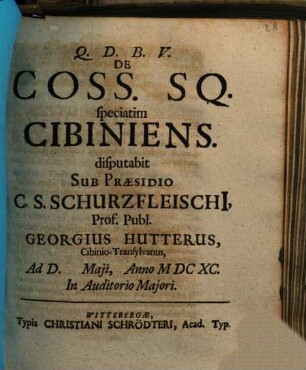 28
Q. D. B. V.
DE
COSS. SQ.
speciatim
CIBINIENS.
disputabit
SUB PRÆSIDIO
C. S. SCHURZFLEISCHI,
Prof. Publ.
GEORGIUS HUTTERUS,
Cibinio-Transylvanus,
Ad D. Maji, Anno M DC XC.
In Auditorio Majori.
WITTEBERGÆ,
Typis CHRISTIANI SCHRÖDTERI, Acad. Typ.